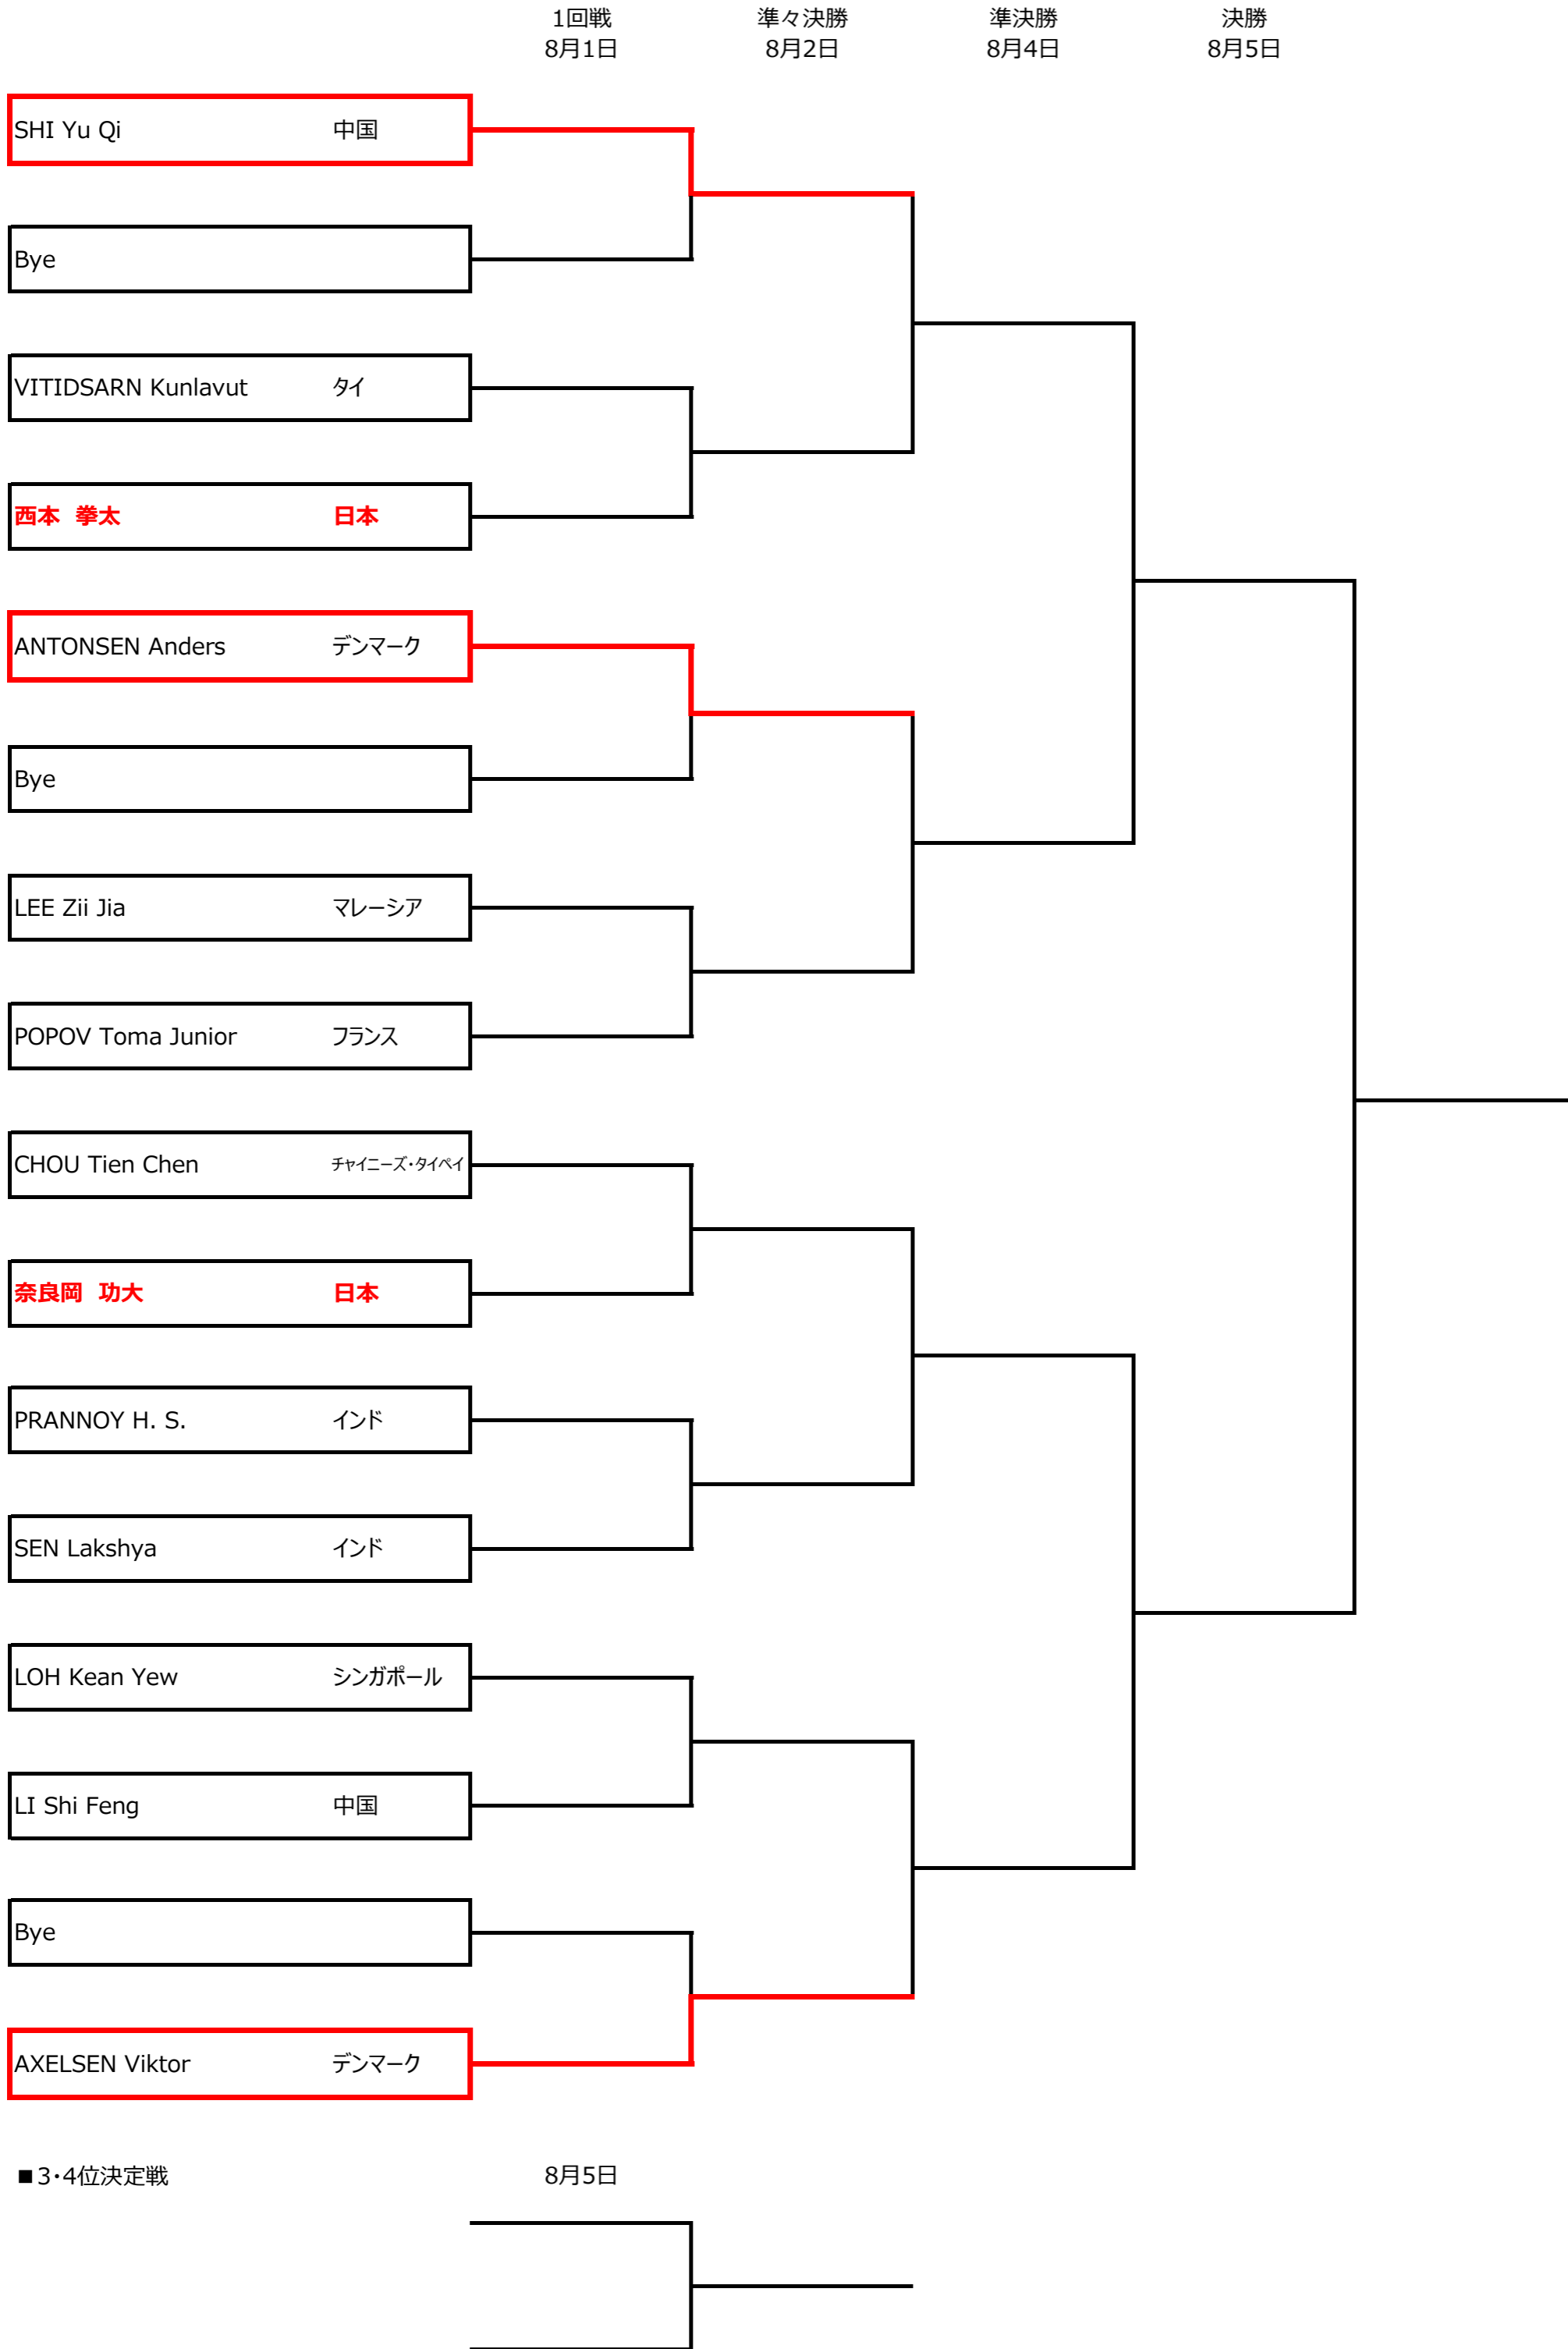 1回戦 準々決勝 準決勝 決勝
8月1日 8月2日 8月4日 8月5日
SHI Yu Qi 中国
Bye
VITIDSARN Kunlavut タイ
西本 拳太 日本
ANTONSEN Anders デンマーク
Bye
LEE Zii Jia マレーシア
POPOV Toma Junior フランス
CHOU Tien Chen チャイニーズ・タイペイ
奈良岡 功大 日本
PRANNOY H. S. インド
SEN Lakshya インド
LOH Kean Yew シンガポール
LI Shi Feng 中国
Bye
AXELSEN Viktor デンマーク
■3・4位決定戦 8月5日